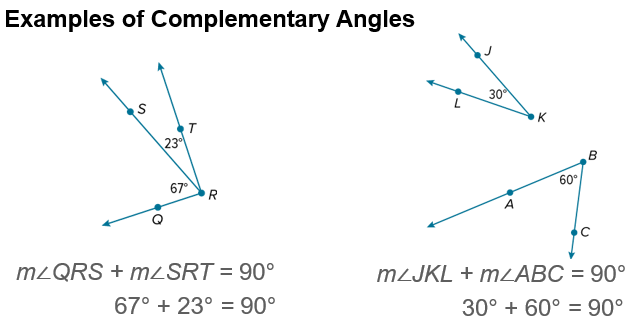 Examples of Complementary Angles
S
T
23°
67°
R
Q
m∠QRS + m∠SRT = 90°
67° + 23° = 90°
J
30°
L
K
B
60°
A
C
m∠JKL + m∠ABC = 90°
30° + 60° = 90°